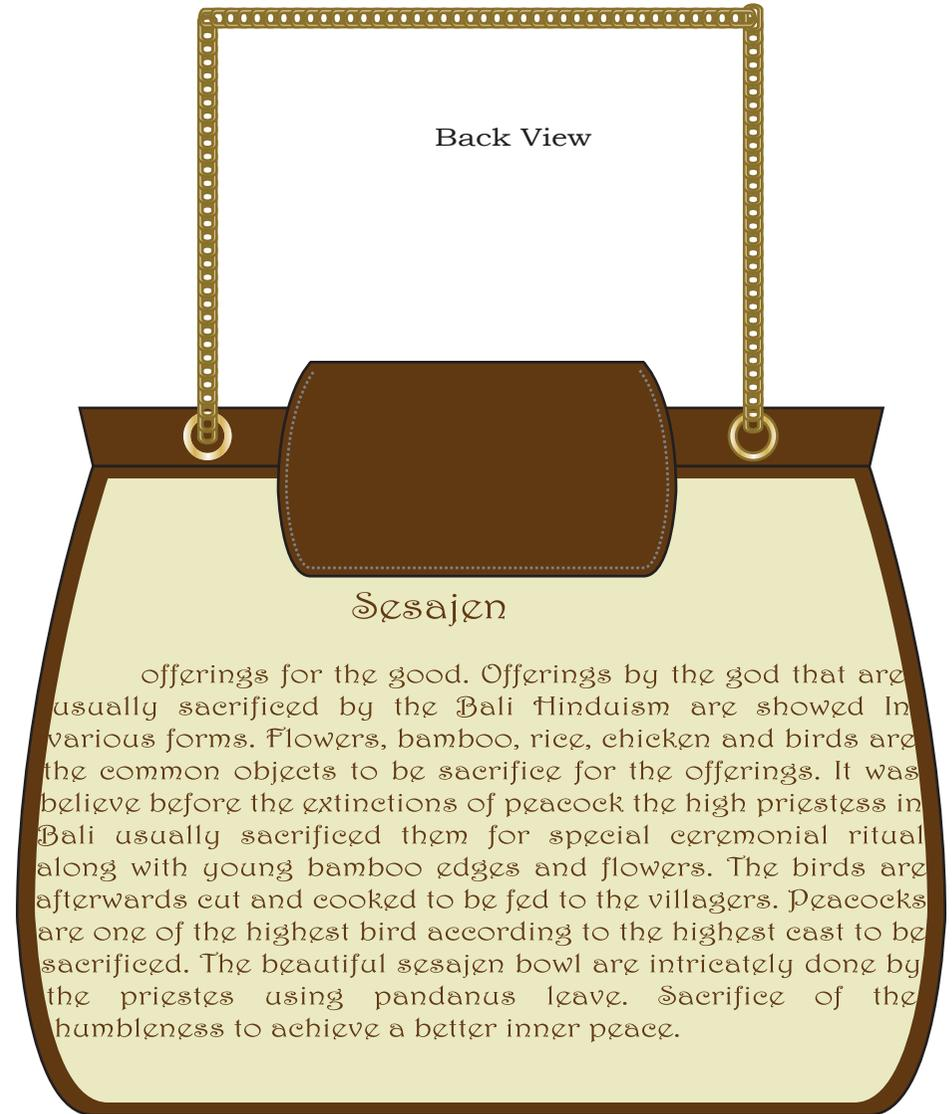 Back View
Sesajen
offerings for the good. Offerings by the god that are
usually sacrificed by the Bali Hinduism are showed In
various forms. Flowers, bamboo, rice, chicken and birds are
the common objects to be sacrifice for the offerings. It was
believe before the extinctions of peacock the high priestess in
Bali usually sacrificed them for special ceremonial ritual
along with young bamboo edges and flowers. The birds are
afterwards cut and cooked to be fed to the villagers. Peacocks
are one of the highest bird according to the highest cast to be
sacrificed. The beautiful sesajen bowl are intricately done by
the priestes using pandanus leave. Sacrifice of the
humbleness to achieve a better inner peace.